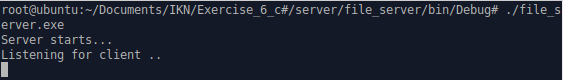 root@ubuntu:~/Documents/IKN/Exercise_6_c#/server/file_server/bin/Debug# ./file_s
erver.exe
Server starts...
Listening for client ..